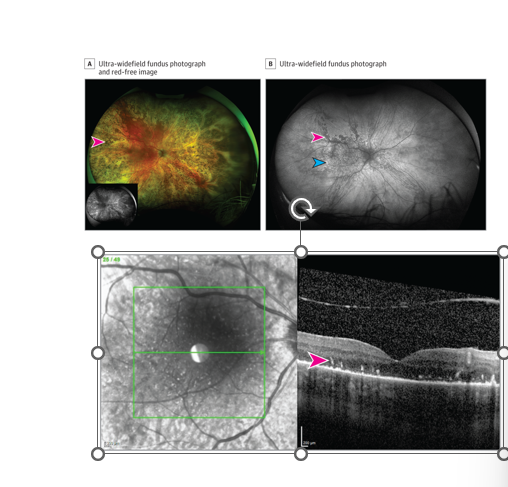 A Ultra-widefield fundus photograph
and red-free image
B Ultra-widefield fundus photograph
200 µm